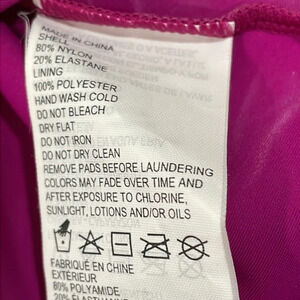 MADE IN CHINA
SHELL
80% NYLON
20% ELASTANE
LINING
100% POLYESTER
HAND WASH COLD
DO NOT BLEACH
DRY FLAT
DO NOT IRON
DO NOT DRY CLEAN
REMOVE PADS BEFORE LAUNDERING
COLORS MAY FADE OVER TIME AND
AFTER EXPOSURE TO CHLORINE,
SUNLIGHT, LOTIONS AND/OR OILS
FABRIQUÉ EN CHINE
EXTÉRIEUR
80% POLYAMIDE
20% ELASTHANNE